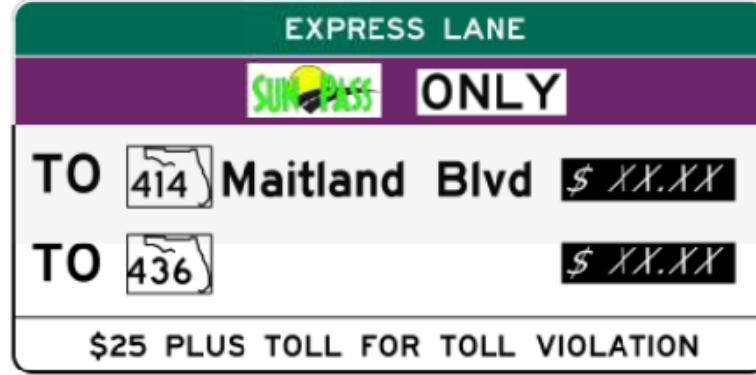 EXPRESS LANE
SUNPASS ONLY
TO 414 Maitland Blvd $ XX.XX
TO 436 $ XX.XX
$25 PLUS TOLL FOR TOLL VIOLATION